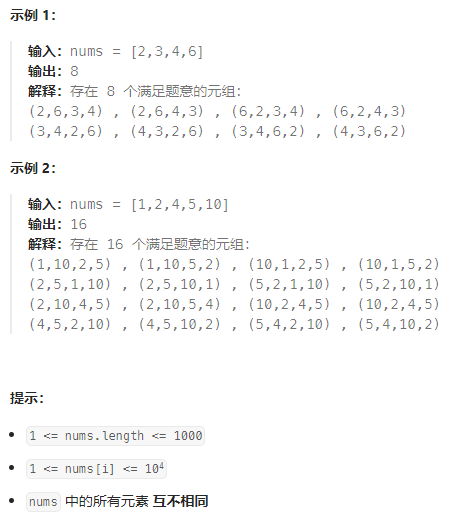 示例 1：
输入：nums = [2,3,4,6]
输出：8
解释：存在 8 个满足题意的元组：
(2,6,3,4) , (2,6,4,3) , (6,2,3,4) , (6,2,4,3)
(3,4,2,6) , (4,3,2,6) , (3,4,6,2) , (4,3,6,2)
示例 2：
输入：nums = [1,2,4,5,10]
输出：16
解释：存在 16 个满足题意的元组：
(1,10,2,5) , (1,10,5,2) , (10,1,2,5) , (10,1,5,2)
(2,5,1,10) , (2,5,10,1) , (5,2,1,10) , (5,2,10,1)
(2,10,4,5) , (2,10,5,4) , (10,2,4,5) , (10,2,4,5)
(4,5,2,10) , (4,5,10,2) , (5,4,2,10) , (5,4,10,2)
提示：
• 1 <= nums.length <= 1000
• 1 <= nums[i] <= 10⁴
• nums 中的所有元素 互不相同